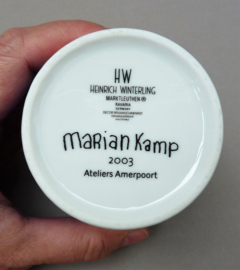 HW
HEINRICH WINTERLING
MARKTLEUTHEN
BAVARIA
GERMANY
Marian Kamp
2003
Ateliers Amerpoort